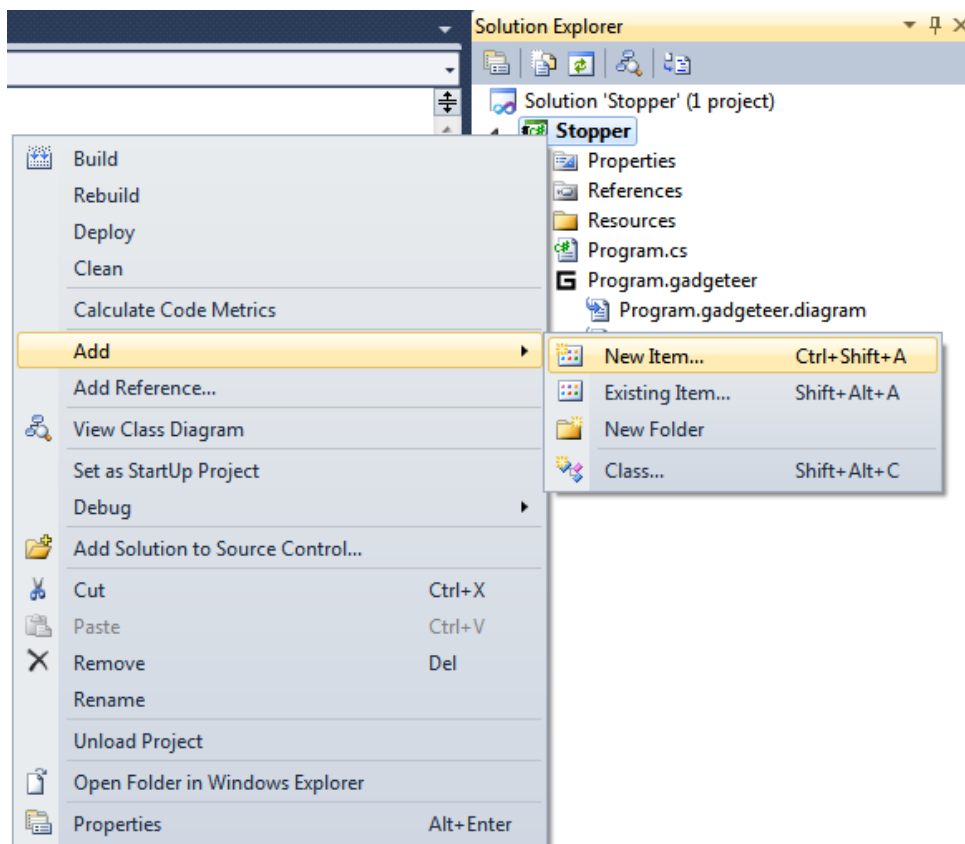 Solution Explorer
Solution 'Stopper' (1 project)
Stopper
Properties
References
Resources
Program.cs
Program.gadgeteer
Program.gadgeteer.diagram
Build
Rebuild
Deploy
Clean
Calculate Code Metrics
Add
Add Reference...
View Class Diagram
Set as StartUp Project
Debug
Add Solution to Source Control...
Cut Ctrl+X
Paste Ctrl+V
Remove Del
Rename
Unload Project
Open Folder in Windows Explorer
Properties Alt+Enter
New Item... Ctrl+Shift+A
Existing Item... Shift+Alt+A
New Folder
Class... Shift+Alt+C